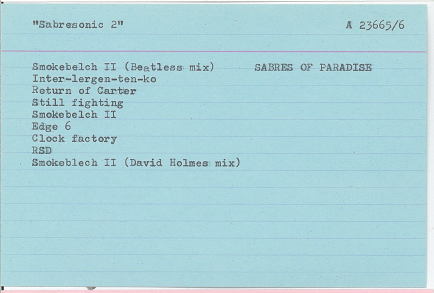 "Sabresonic 2" A 23665/6
Smokebelch II (Beatless mix) SABRES OF PARADISE
Inter-lergen-ten-ko
Return of Carter
Still fighting
Smokebelch II
Edge 6
Clock factory
RSD
Smokeblech II (David Holmes mix)